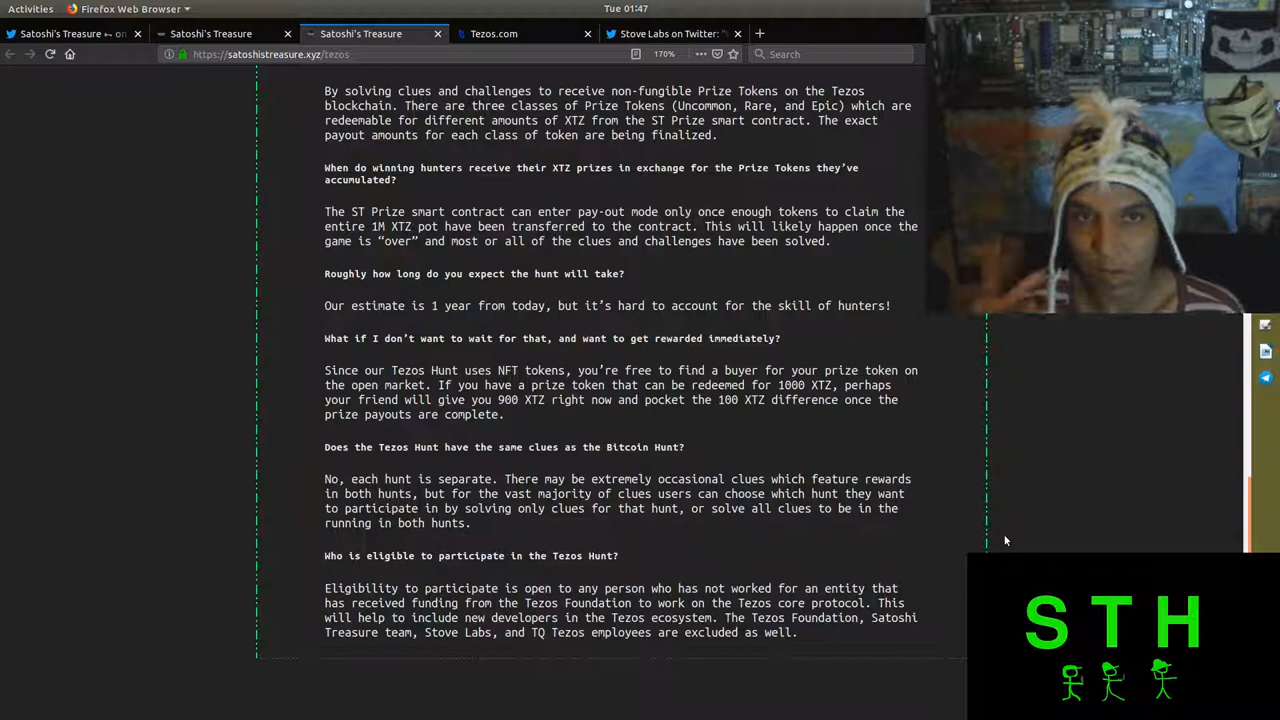 Activities Firefox Web Browser Tue 01:47
Satoshi's Treasure 🗝 on Satoshi's Treasure Satoshi's Treasure Tezos.com Stove Labs on Twitter: "
https://satoshistreasure.xyz/tezos 170% Search
By solving clues and challenges to receive non-fungible Prize Tokens on the Tezos
blockchain. There are three classes of Prize Tokens (Uncommon, Rare, and Epic) which are
redeemable for different amounts of XTZ from the ST Prize smart contract. The exact
payout amounts for each class of token are being finalized.
When do winning hunters receive their XTZ prizes in exchange for the Prize Tokens they've
accumulated?
The ST Prize smart contract can enter pay-out mode only once enough tokens to claim the
entire 1M XTZ pot have been transferred to the contract. This will likely happen once the
game is “over” and most or all of the clues and challenges have been solved.
Roughly how long do you expect the hunt will take?
Our estimate is 1 year from today, but it's hard to account for the skill of hunters!
What if I don't want to wait for that, and want to get rewarded immediately?
Since our Tezos Hunt uses NFT tokens, you're free to find a buyer for your prize token on
the open market. If you have a prize token that can be redeemed for 1000 XTZ, perhaps
your friend will give you 900 XTZ right now and pocket the 100 XTZ difference once the
prize payouts are complete.
Does the Tezos Hunt have the same clues as the Bitcoin Hunt?
No, each hunt is separate. There may be extremely occasional clues which feature rewards
in both hunts, but for the vast majority of clues users can choose which hunt they want
to participate in by solving only clues for that hunt, or solve all clues to be in the
running in both hunts.
Who is eligible to participate in the Tezos Hunt?
Eligibility to participate is open to any person who has not worked for an entity that
has received funding from the Tezos Foundation to work on the Tezos core protocol. This
will help to include new developers in the Tezos ecosystem. The Tezos Foundation, Satoshi
Treasure team, Stove Labs, and TQ Tezos employees are excluded as well.
STH